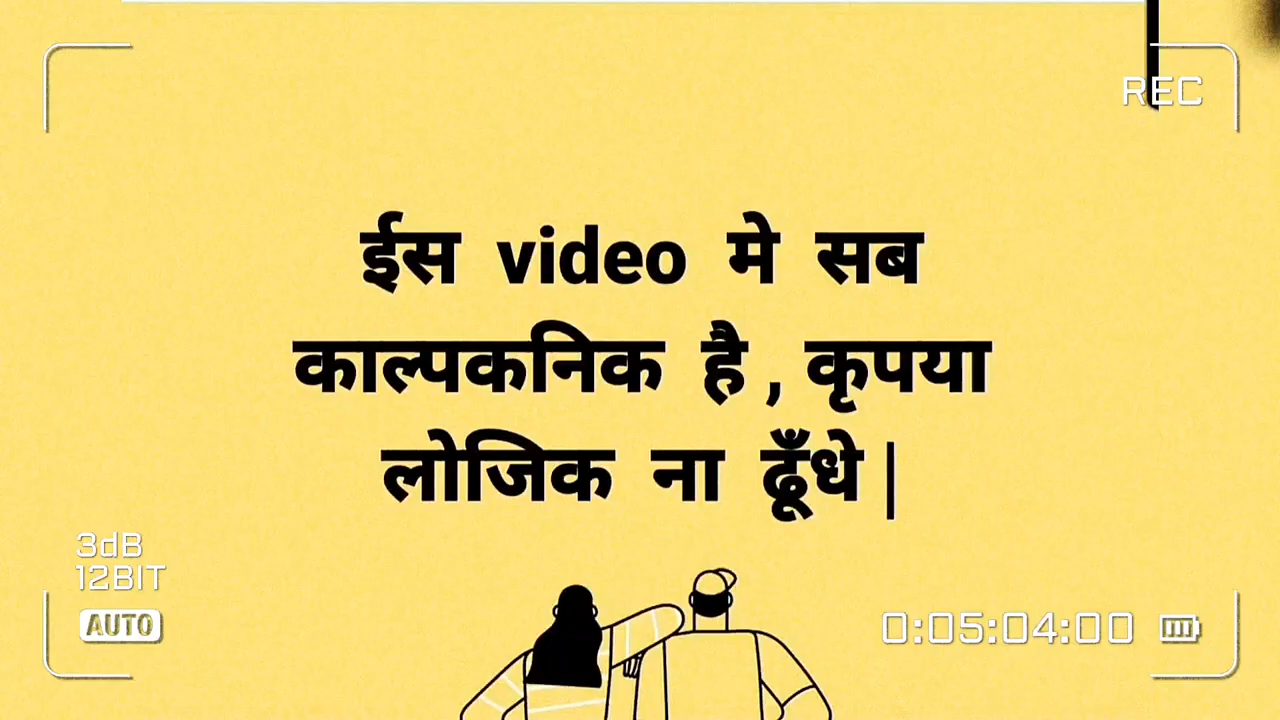 REC
ईस video मे सब
काल्पकनिक है , कृपया
लोजिक ना ढूँधे |
3dB
12BIT
AUTO
0:05:04:00